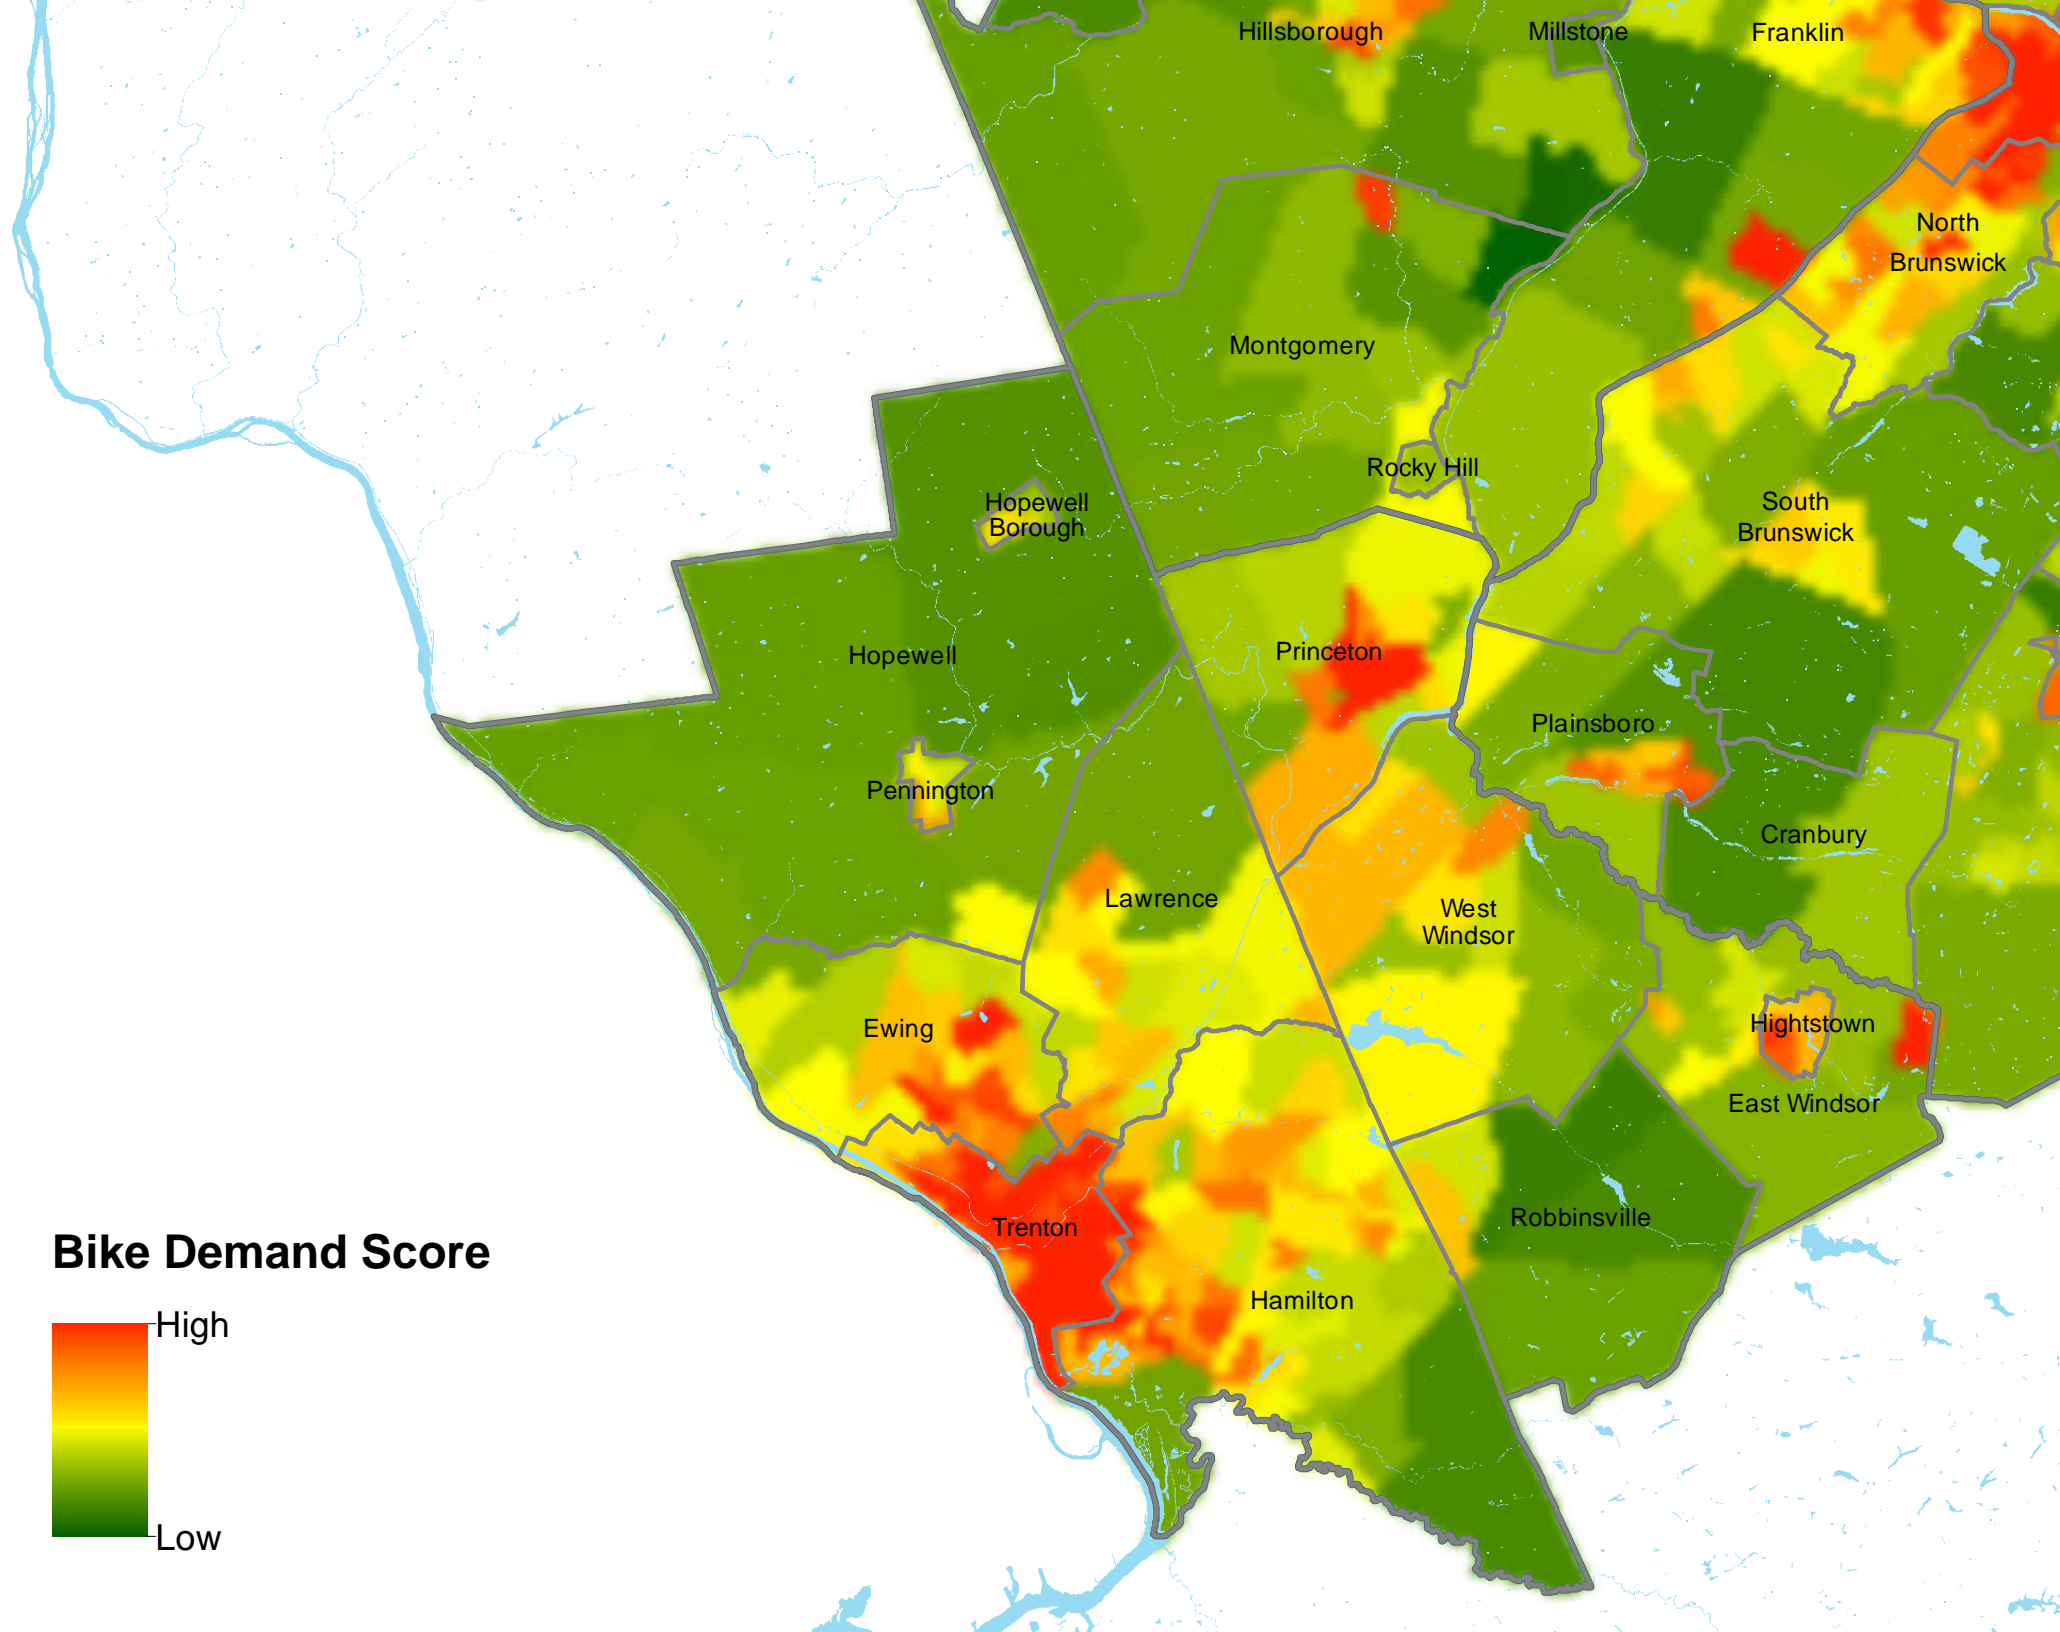 Hillsborough
Millstone
Franklin
North
Brunswick
Montgomery
Rocky Hill
Hopewell
Borough
South
Brunswick
Hopewell
Princeton
Plainsboro
Pennington
Cranbury
Lawrence
West
Windsor
Ewing
Hightstown
East Windsor
Trenton
Robbinsville
Hamilton
Bike Demand Score
High
Low